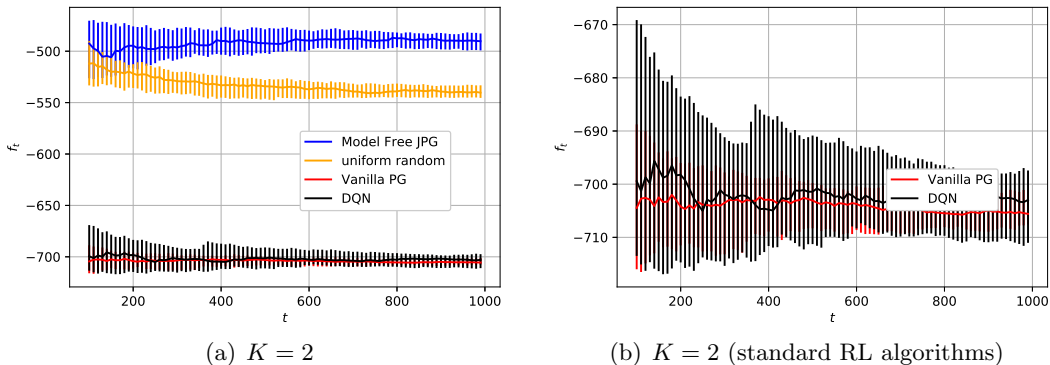 −500
−550
−600
−650
−700
200
400
600
800
1000
f_t
t
Model Free JPG
uniform random
Vanilla PG
DQN
(a) K = 2
−670
−680
−690
−700
−710
200
400
600
800
1000
f_t
t
Vanilla PG
DQN
(b) K = 2 (standard RL algorithms)